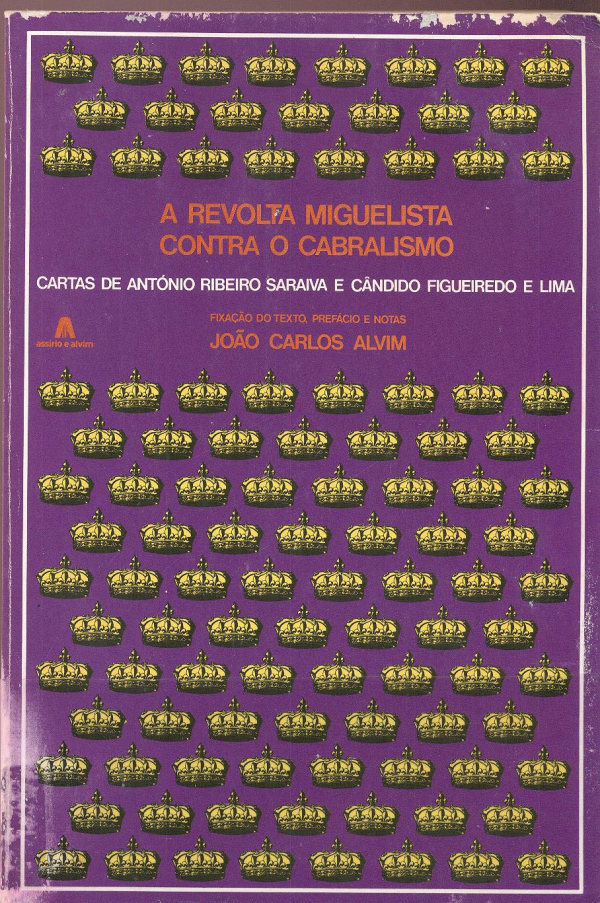 A REVOLTA MIGUELISTA
CONTRA O CABRALISMO
CARTAS DE ANTÓNIO RIBEIRO SARAIVA E CÂNDIDO FIGUEIREDO E LIMA
FIXAÇÃO DO TEXTO, PREFÁCIO E NOTAS
JOÃO CARLOS ALVIM
assírio e alvim